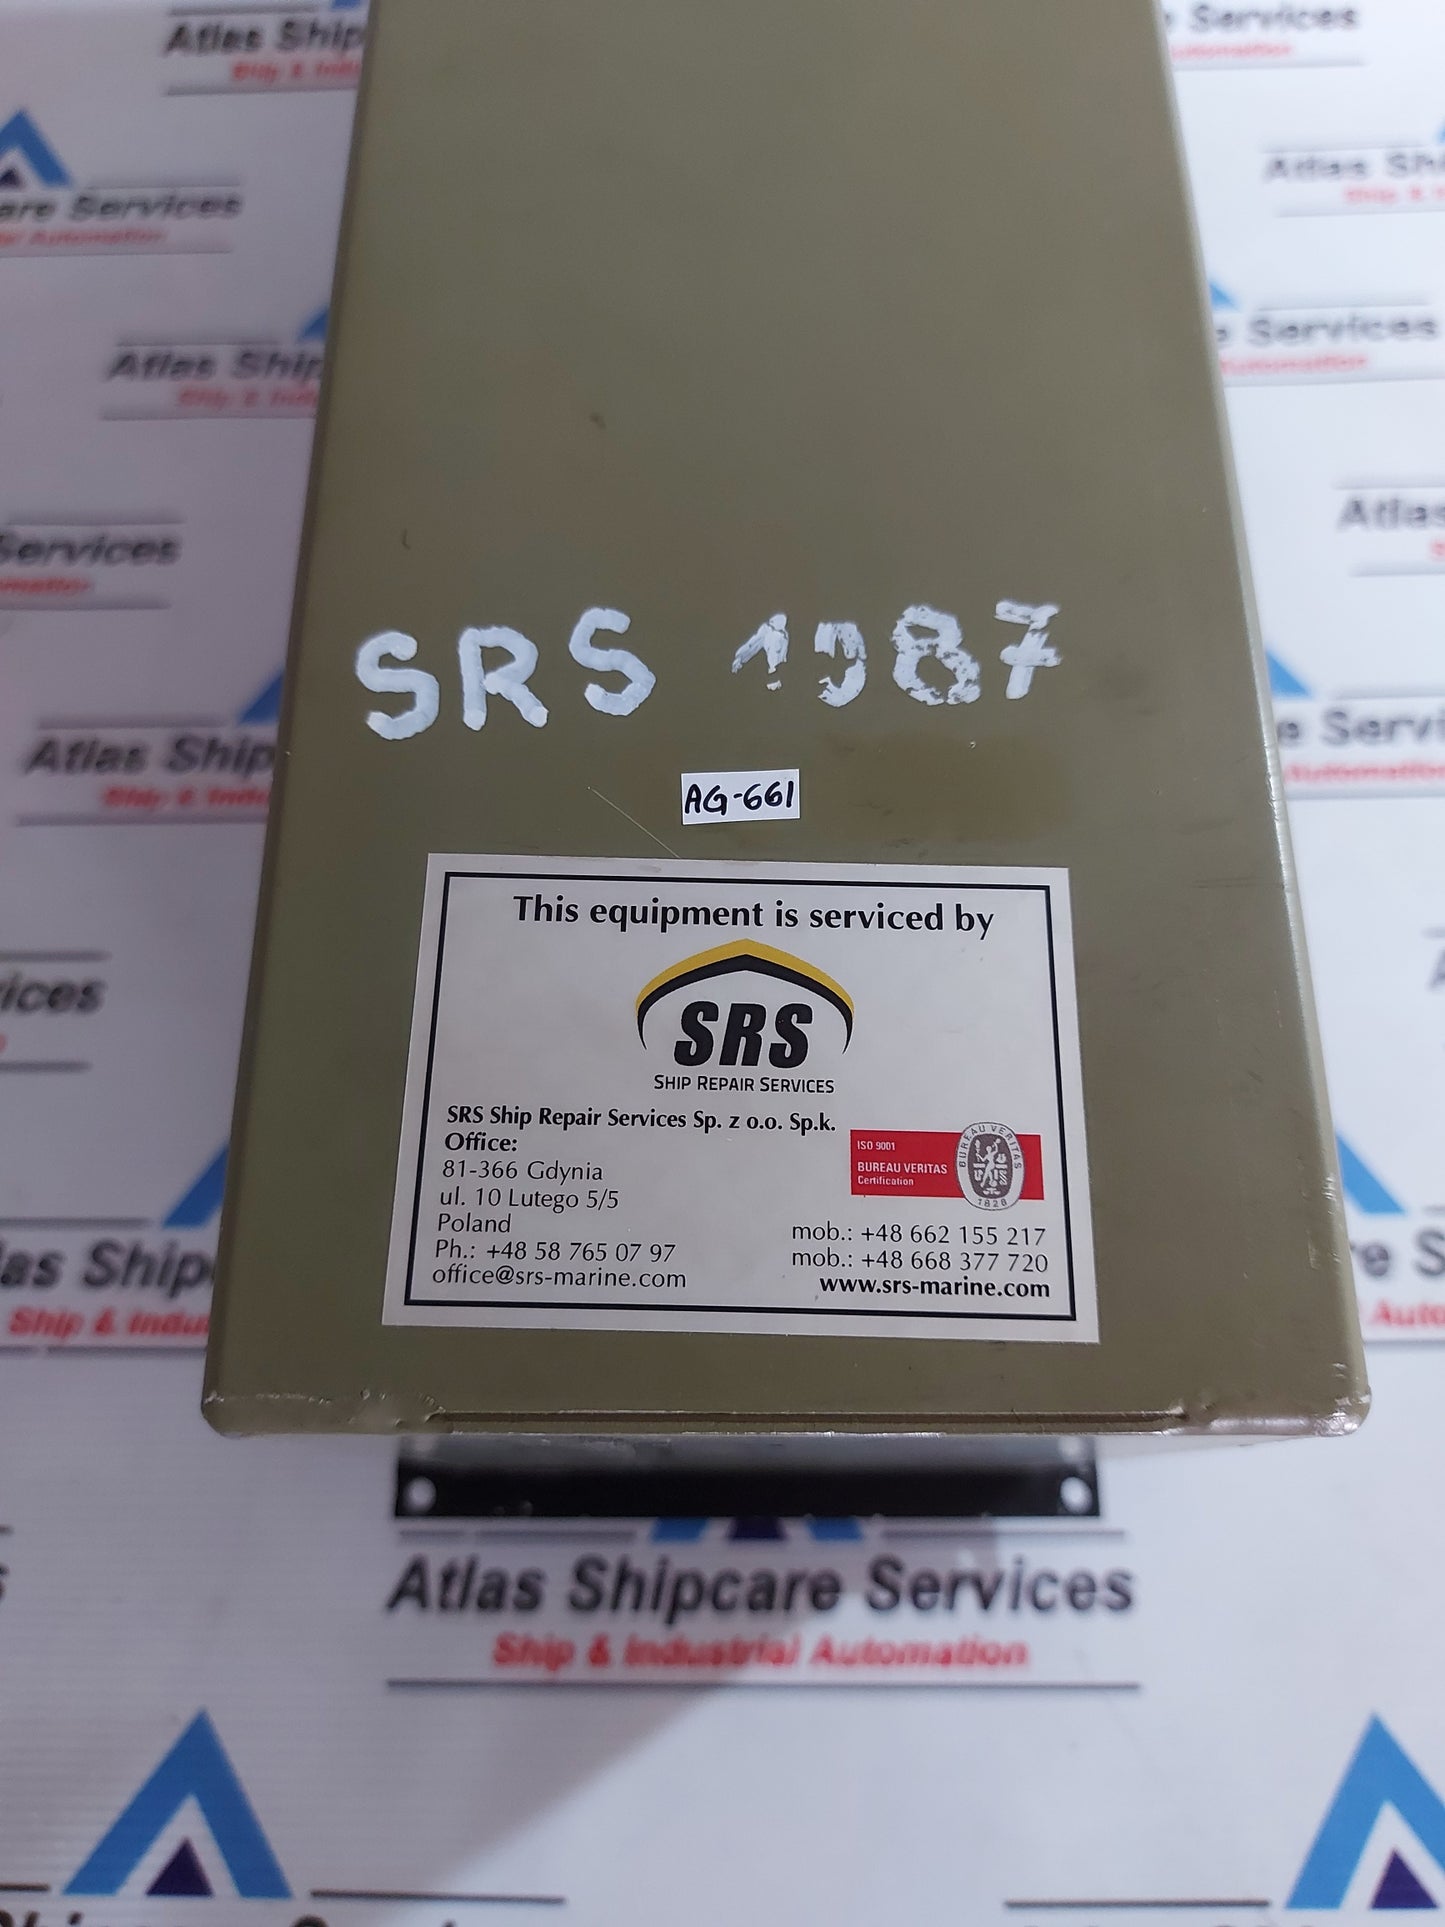 SRS 1987
AG-661
This equipment is serviced by
SRS
SHIP REPAIR SERVICES
SRS Ship Repair Services Sp. z o.o. Sp.k.
Office:
81-366 Gdynia
ul. 10 Lutego 5/5
Poland
Ph.: +48 58 765 07 97
office@srs-marine.com
ISO 9001
BUREAU VERITAS
Certification
BUREAU VERITAS
1828
mob.: +48 662 155 217
mob.: +48 668 377 720
www.srs-marine.com
Atlas Shipcare Services
Ship & Industrial Automation